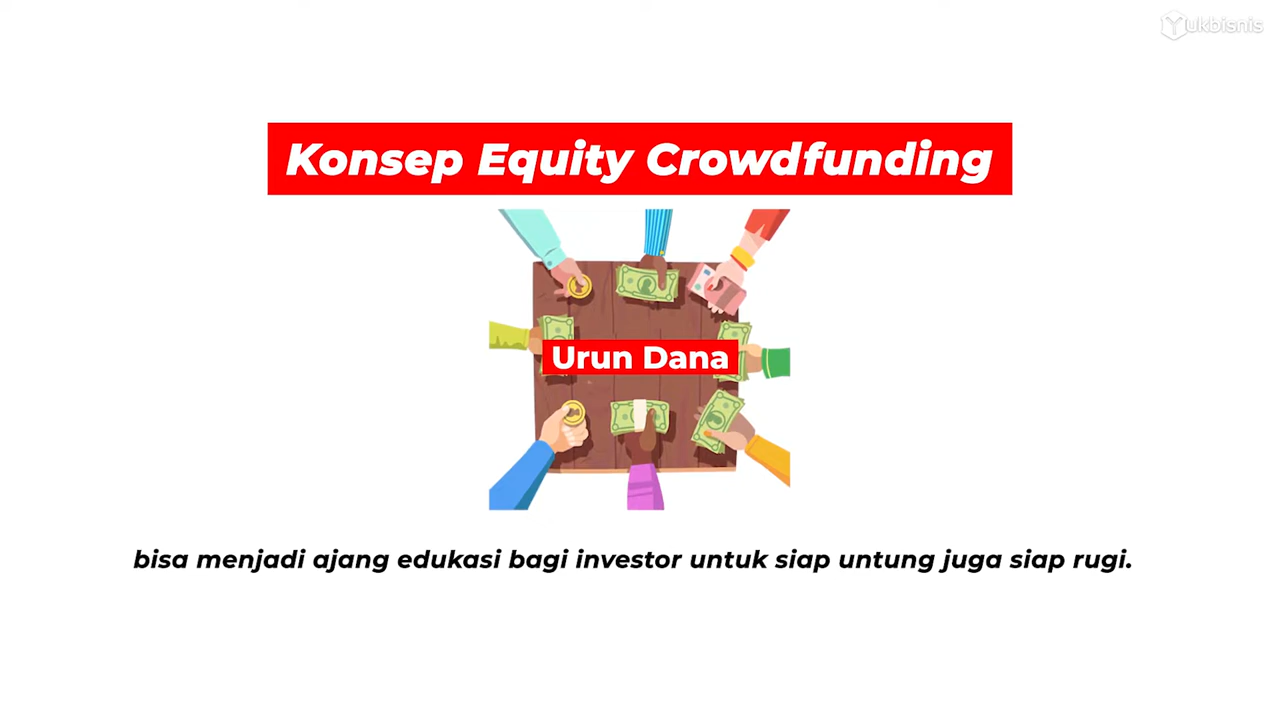 Yukbisnis
Konsep Equity Crowdfunding
Urun Dana
bisa menjadi ajang edukasi bagi investor untuk siap untung juga siap rugi.